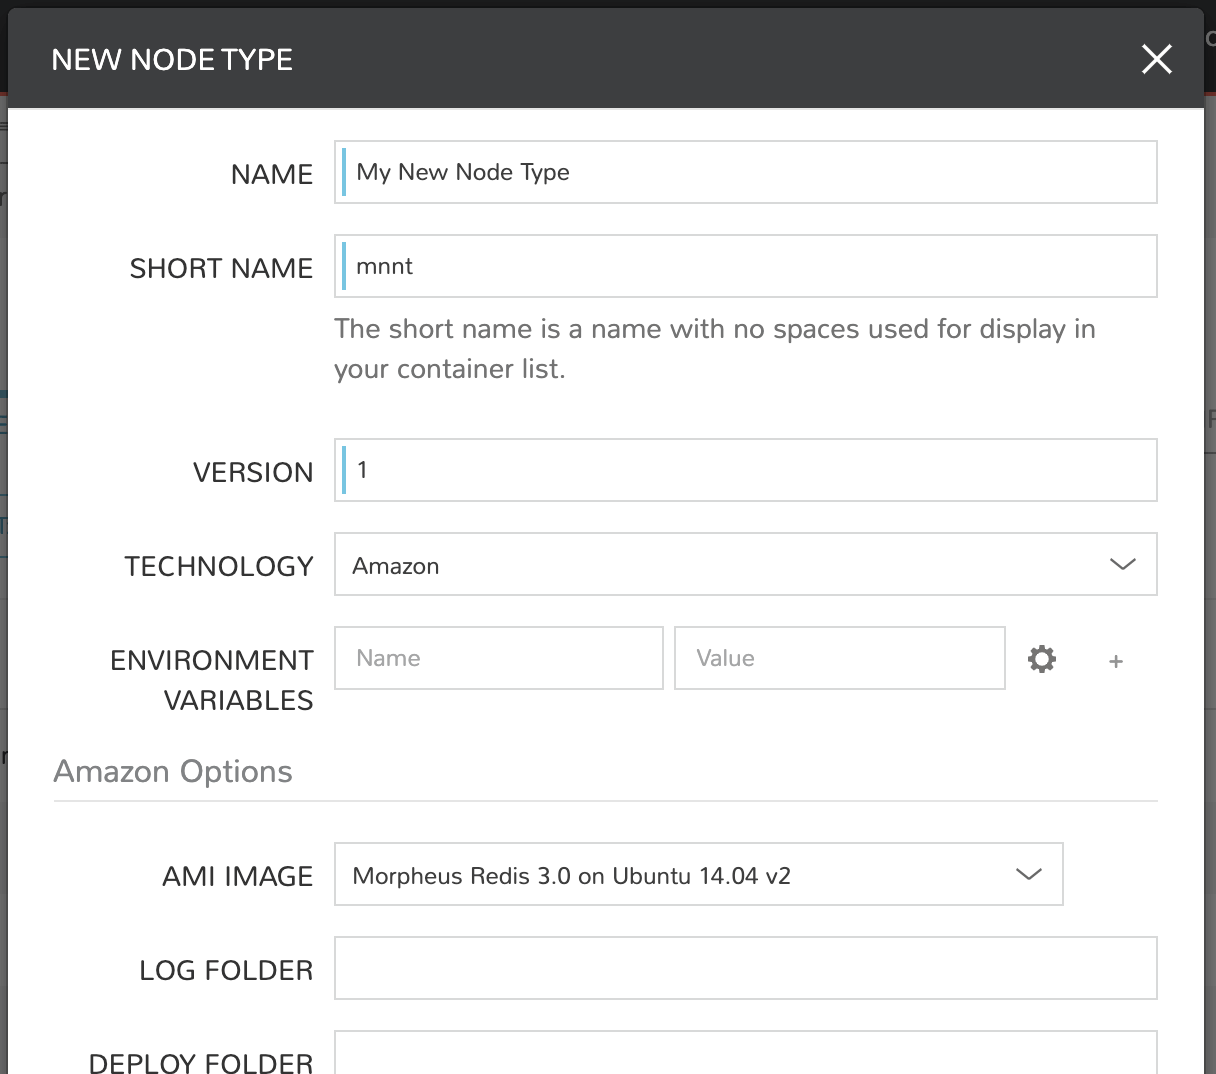 NEW NODE TYPE
NAME
My New Node Type
SHORT NAME
mnnt
The short name is a name with no spaces used for display in
your container list.
VERSION
1
TECHNOLOGY
Amazon
ENVIRONMENT
VARIABLES
Name
Value
+
Amazon Options
AMI IMAGE
Morpheus Redis 3.0 on Ubuntu 14.04 v2
LOG FOLDER
DEPLOY FOLDER